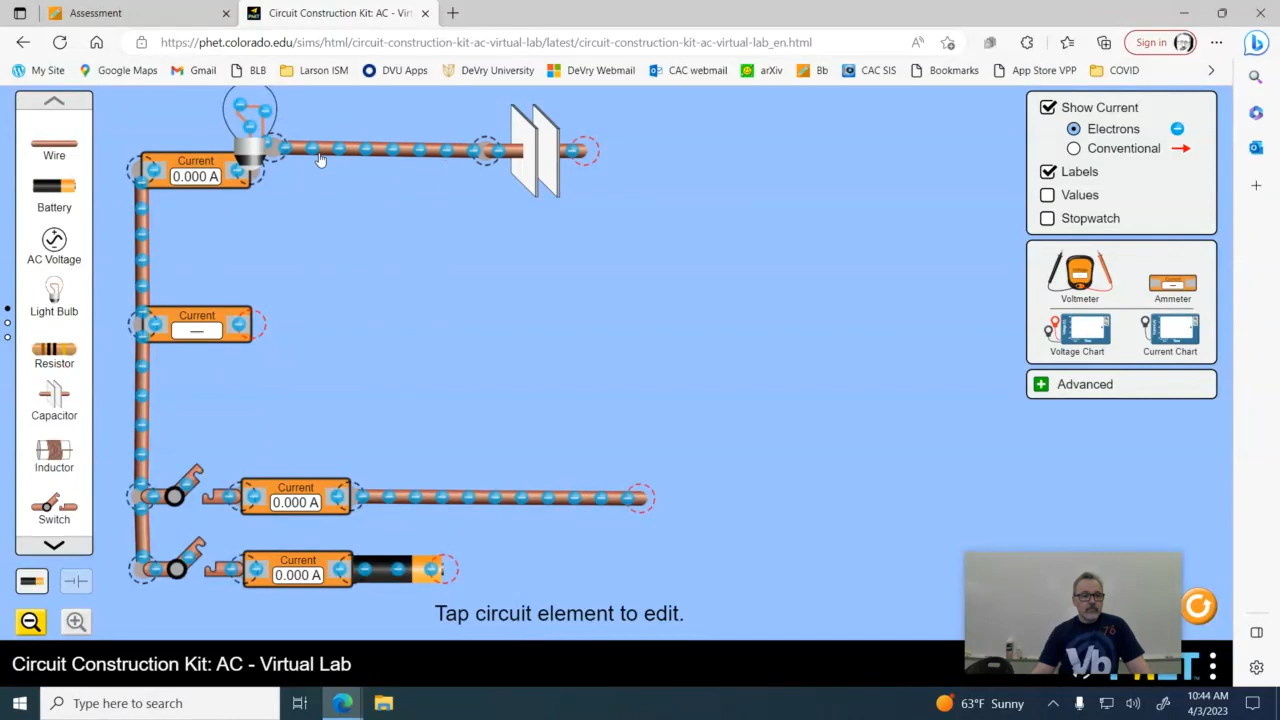 Assessment
Circuit Construction Kit: AC - Virt
https://phet.colorado.edu/sims/html/circuit-construction-kit-ac-virtual-lab/latest/circuit-construction-kit-ac-virtual-lab_en.html
Sign in
My Site
Google Maps
Gmail
BLB
Larson ISM
DVU Apps
DeVry University
DeVry Webmail
CAC webmail
arXiv
Bb
CAC SIS
Bookmarks
App Store VPP
COVID
Wire
Battery
AC Voltage
Light Bulb
Resistor
Capacitor
Inductor
Switch
Current
0.000 A
Current
—
Current
0.000 A
Current
0.000 A
Show Current
Electrons
Conventional
Labels
Values
Stopwatch
Voltmeter
Ammeter
Voltage Chart
Current Chart
Advanced
Tap circuit element to edit.
76
Vb
Circuit Construction Kit: AC - Virtual Lab
Type here to search
63°F Sunny
10:44 AM
4/3/2023